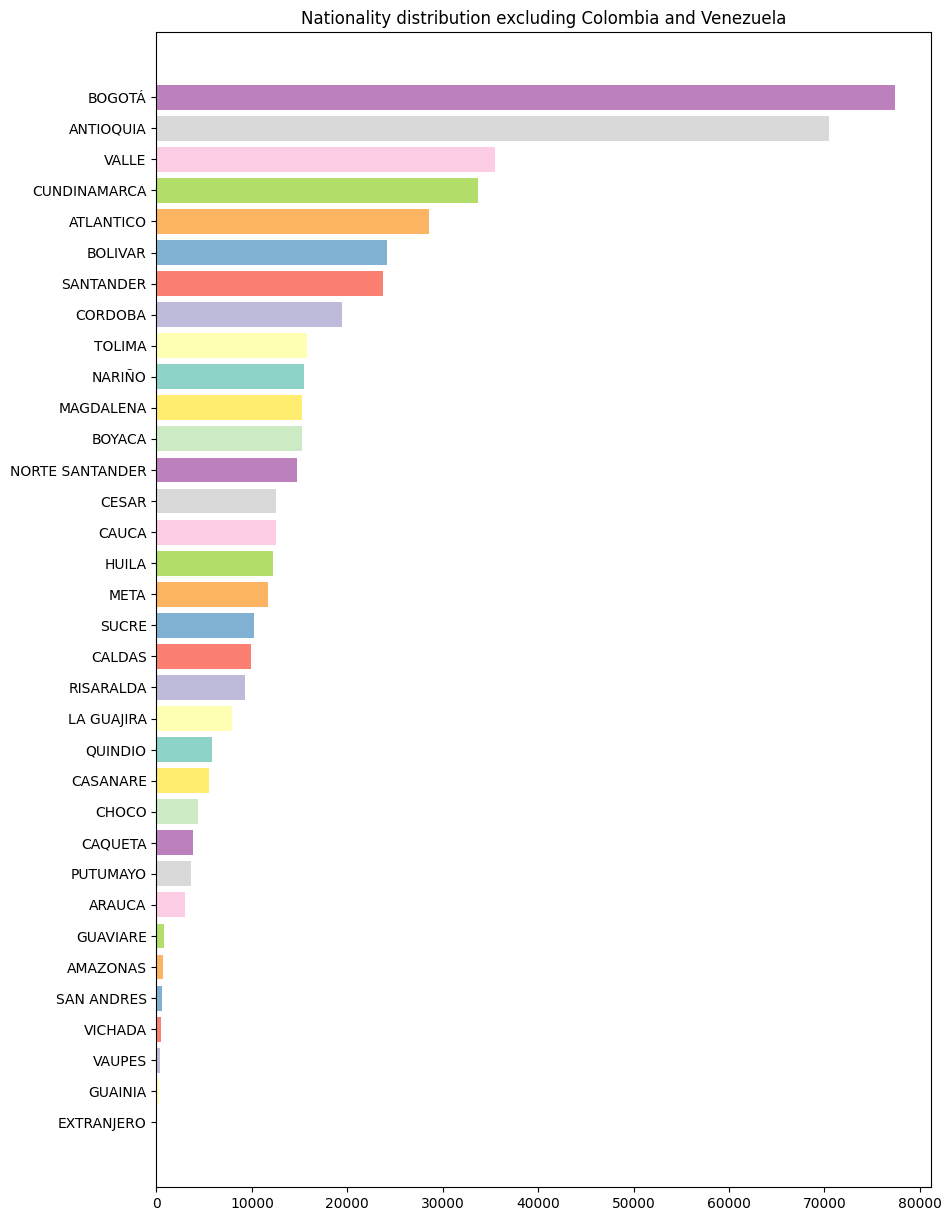 Nationality distribution excluding Colombia and Venezuela
BOGOTÁ
ANTIOQUIA
VALLE
CUNDINAMARCA
ATLANTICO
BOLIVAR
SANTANDER
CORDOBA
TOLIMA
NARIÑO
MAGDALENA
BOYACA
NORTE SANTANDER
CESAR
CAUCA
HUILA
META
SUCRE
CALDAS
RISARALDA
LA GUAJIRA
QUINDIO
CASANARE
CHOCO
CAQUETA
PUTUMAYO
ARAUCA
GUAVIARE
AMAZONAS
SAN ANDRES
VICHADA
VAUPES
GUAINIA
EXTRANJERO
0 10000 20000 30000 40000 50000 60000 70000 80000